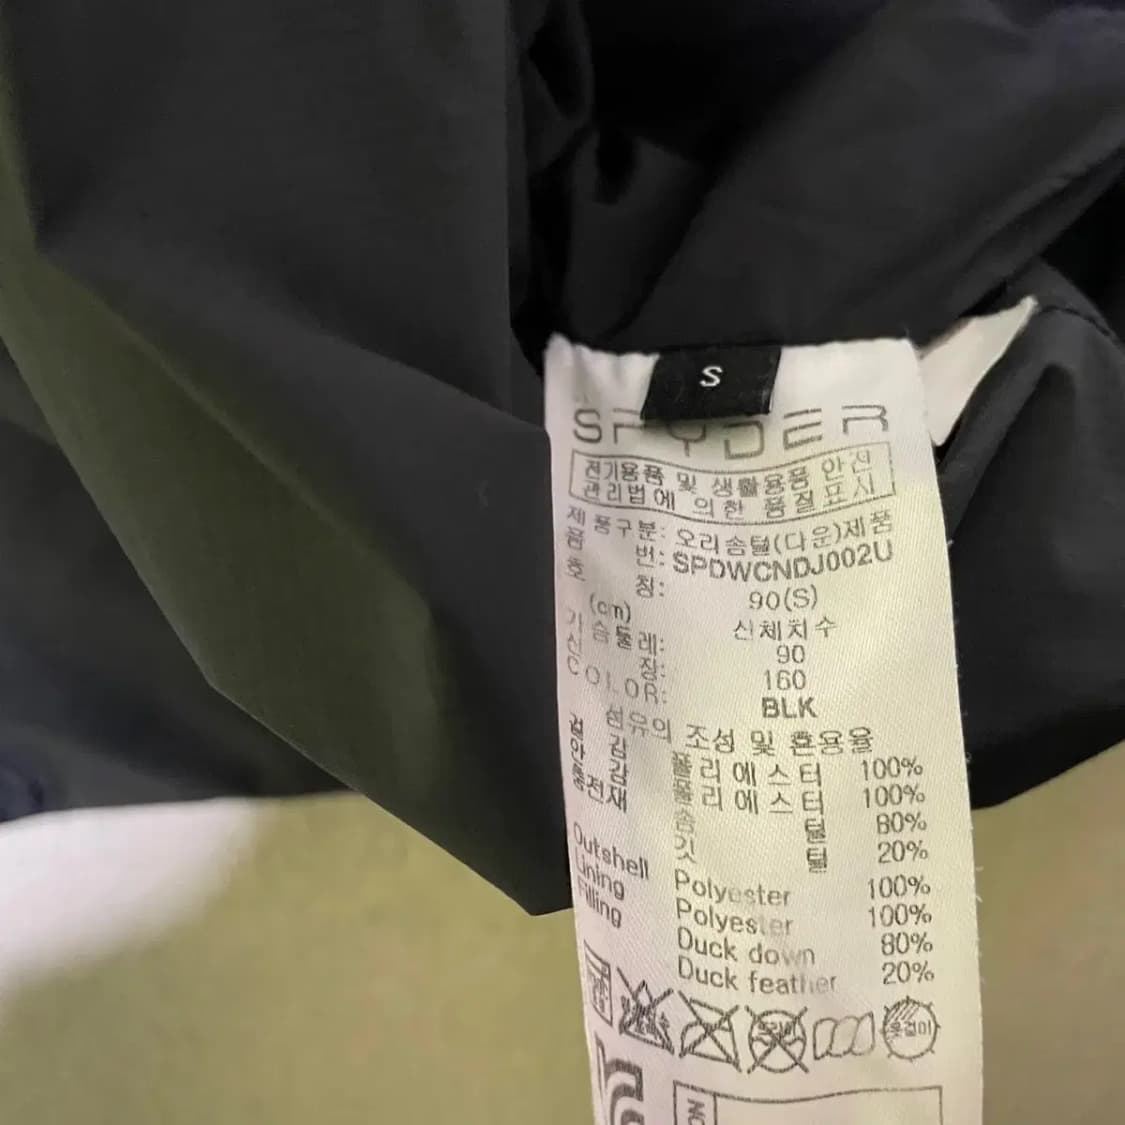 S
SPYDER
전기용품 및 생활용품 안전
관리법에 의한 품질표시
제품구분: 오리솜털(다운)제품
품 번: SPDWCNDJ002U
호 칭: 90(S)
(cm) 신체치수
가슴둘레: 90
신 장: 160
COLOR: BLK
섬유의 조성 및 혼용율
겉 감 폴리에스터 100%
안 감 폴리에스터 100%
충전재 솜 털 80%
깃 털 20%
Outshell Polyester 100%
Lining Polyester 100%
Filling Duck down 80%
Duck feather 20%
옷걸이
NO